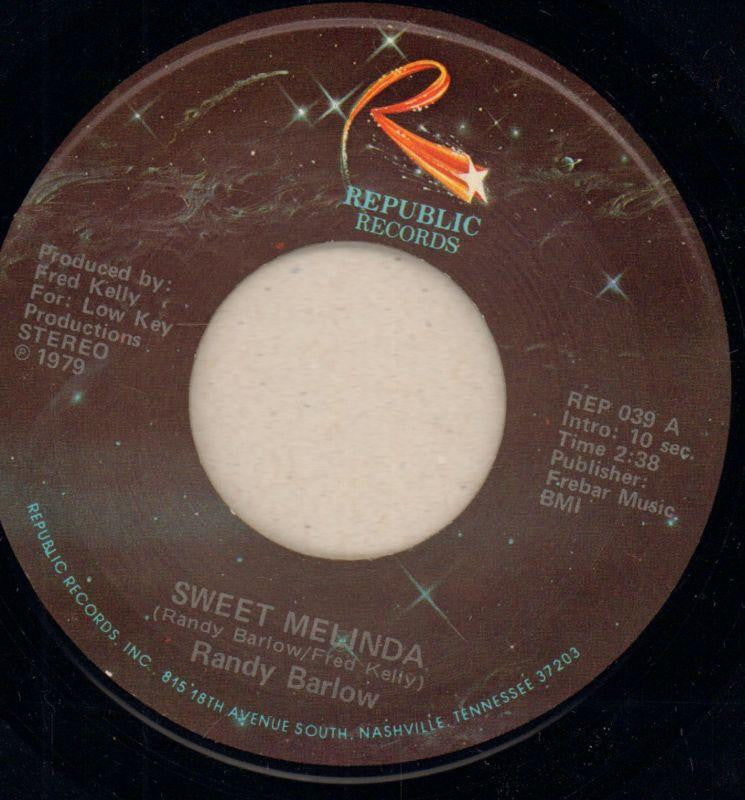 REPUBLIC
RECORDS
Produced by:
Fred Kelly
For: Low Key
Productions
STEREO
℗ 1979
REP 039 A
Intro: 10 sec.
Time 2:38
Publisher:
Frebar Music
BMI
SWEET MELINDA
(Randy Barlow/Fred Kelly)
Randy Barlow
REPUBLIC RECORDS, INC. 815 18TH AVENUE SOUTH, NASHVILLE, TENNESSEE 37203